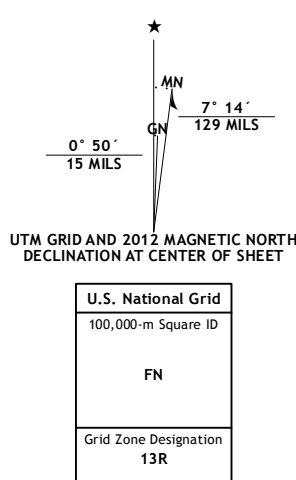 ★
MN
GN
7° 14´
129 MILS
0° 50´
15 MILS
UTM GRID AND 2012 MAGNETIC NORTH
DECLINATION AT CENTER OF SHEET
U.S. National Grid
100,000-m Square ID
FN
Grid Zone Designation
13R